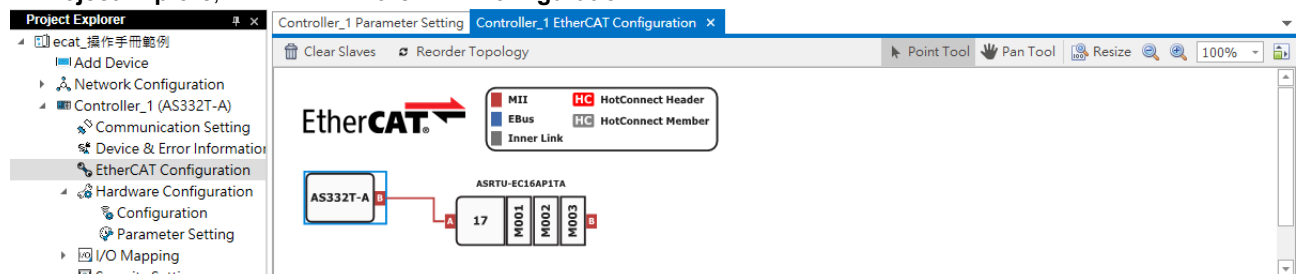 Project Explorer
Controller_1 Parameter Setting
Controller_1 EtherCAT Configuration
ecat_操作手冊範例
Add Device
Network Configuration
Controller_1 (AS332T-A)
Communication Setting
Device & Error Information
EtherCAT Configuration
Hardware Configuration
Configuration
Parameter Setting
I/O Mapping
Clear Slaves
Reorder Topology
Point Tool
Pan Tool
Resize
100%
EtherCAT
MII
HC HotConnect Header
EBus
HC HotConnect Member
Inner Link
AS332T-A
B
ASRTU-EC16AP1TA
A
17
M001
M002
M003
B